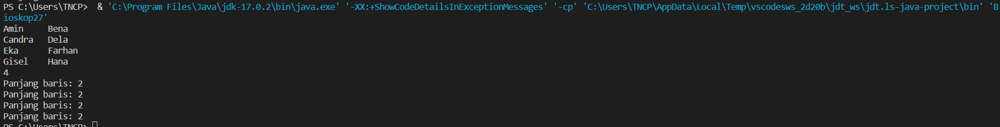 PS C:\Users\TNCP>  & 'C:\Program Files\Java\jdk-17.0.2\bin\java.exe' '-XX:+ShowCodeDetailsInExceptionMessages' '-cp' 'C:\Users\TNCP\AppData\Local\Temp\vscodesws_2d20b\jdt_ws\jdt.ls-java-project\bin' 'B
ioskop27'
Amin    Bena
Candra  Dela
Eka     Farhan
Gisel   Hana
4
Panjang baris: 2
Panjang baris: 2
Panjang baris: 2
Panjang baris: 2
PS C:\Users\TNCP>